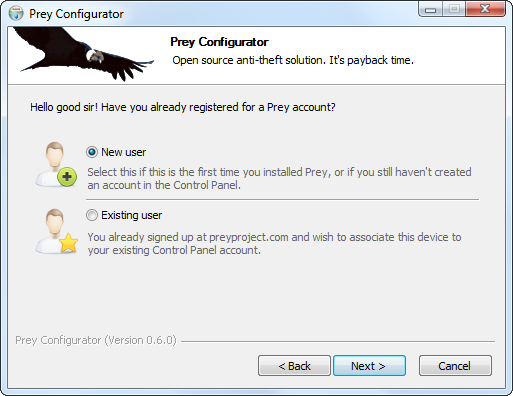 Prey Configurator
Prey Configurator
Open source anti-theft solution. It's payback time.
Hello good sir! Have you already registered for a Prey account?
New user
Select this if this is the first time you installed Prey, or if you still haven't created
an account in the Control Panel.
Existing user
You already signed up at preyproject.com and wish to associate this device to
your existing Control Panel account.
Prey Configurator (Version 0.6.0)
< Back
Next >
Cancel